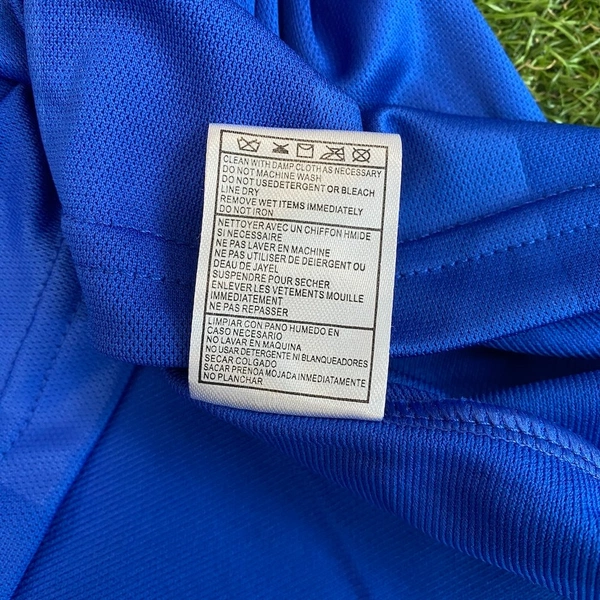 CLEAN WITH DAMP CLOTH AS NECESSARY
DO NOT MACHINE WASH
DO NOT USEDETERGENT OR BLEACH
LINE DRY
REMOVE WET ITEMS IMMEDIATELY
DO NOT IRON
NETTOYER AVEC UN CHIFFON HMIDE
SI NECESSAIRE
NE PAS LAVER EN MACHINE
NE PAS UTILISER DE DEIERGENT OU
DEAU DE JAYEL
SUSPENDRE POUR SECHER
ENLEVER LES VETEMENTS MOUILLE
IMMEDIATEMENT
NE PAS REPASSER
LIMPIAR CON PANO HUMEDO EN
CASO NECESARIO
NO LAVAR EN MAQUINA
NO USAR DETERGENTE NI BLANQUEADORES
SECAR COLGADO
SACAR PRENOA MOJADA INMEDIATAMENTE
NO PLANCHAR